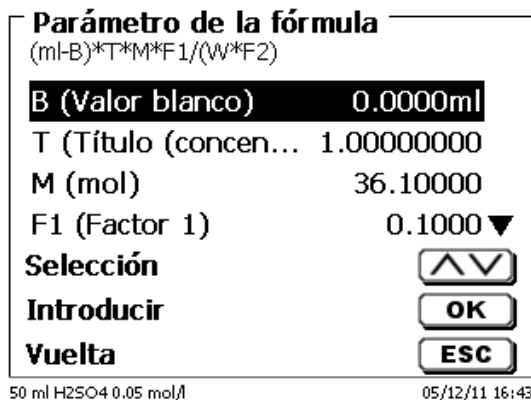 Parámetro de la fórmula
(ml-B)*T*M*F1/(W*F2)
B (Valor blanco) 0.0000ml
T (Título (concen... 1.00000000
M (mol) 36.10000
F1 (Factor 1) 0.1000
Selección
Introducir OK
Vuelta ESC
50 ml H2SO4 0.05 mol/l 05/12/11 16:43